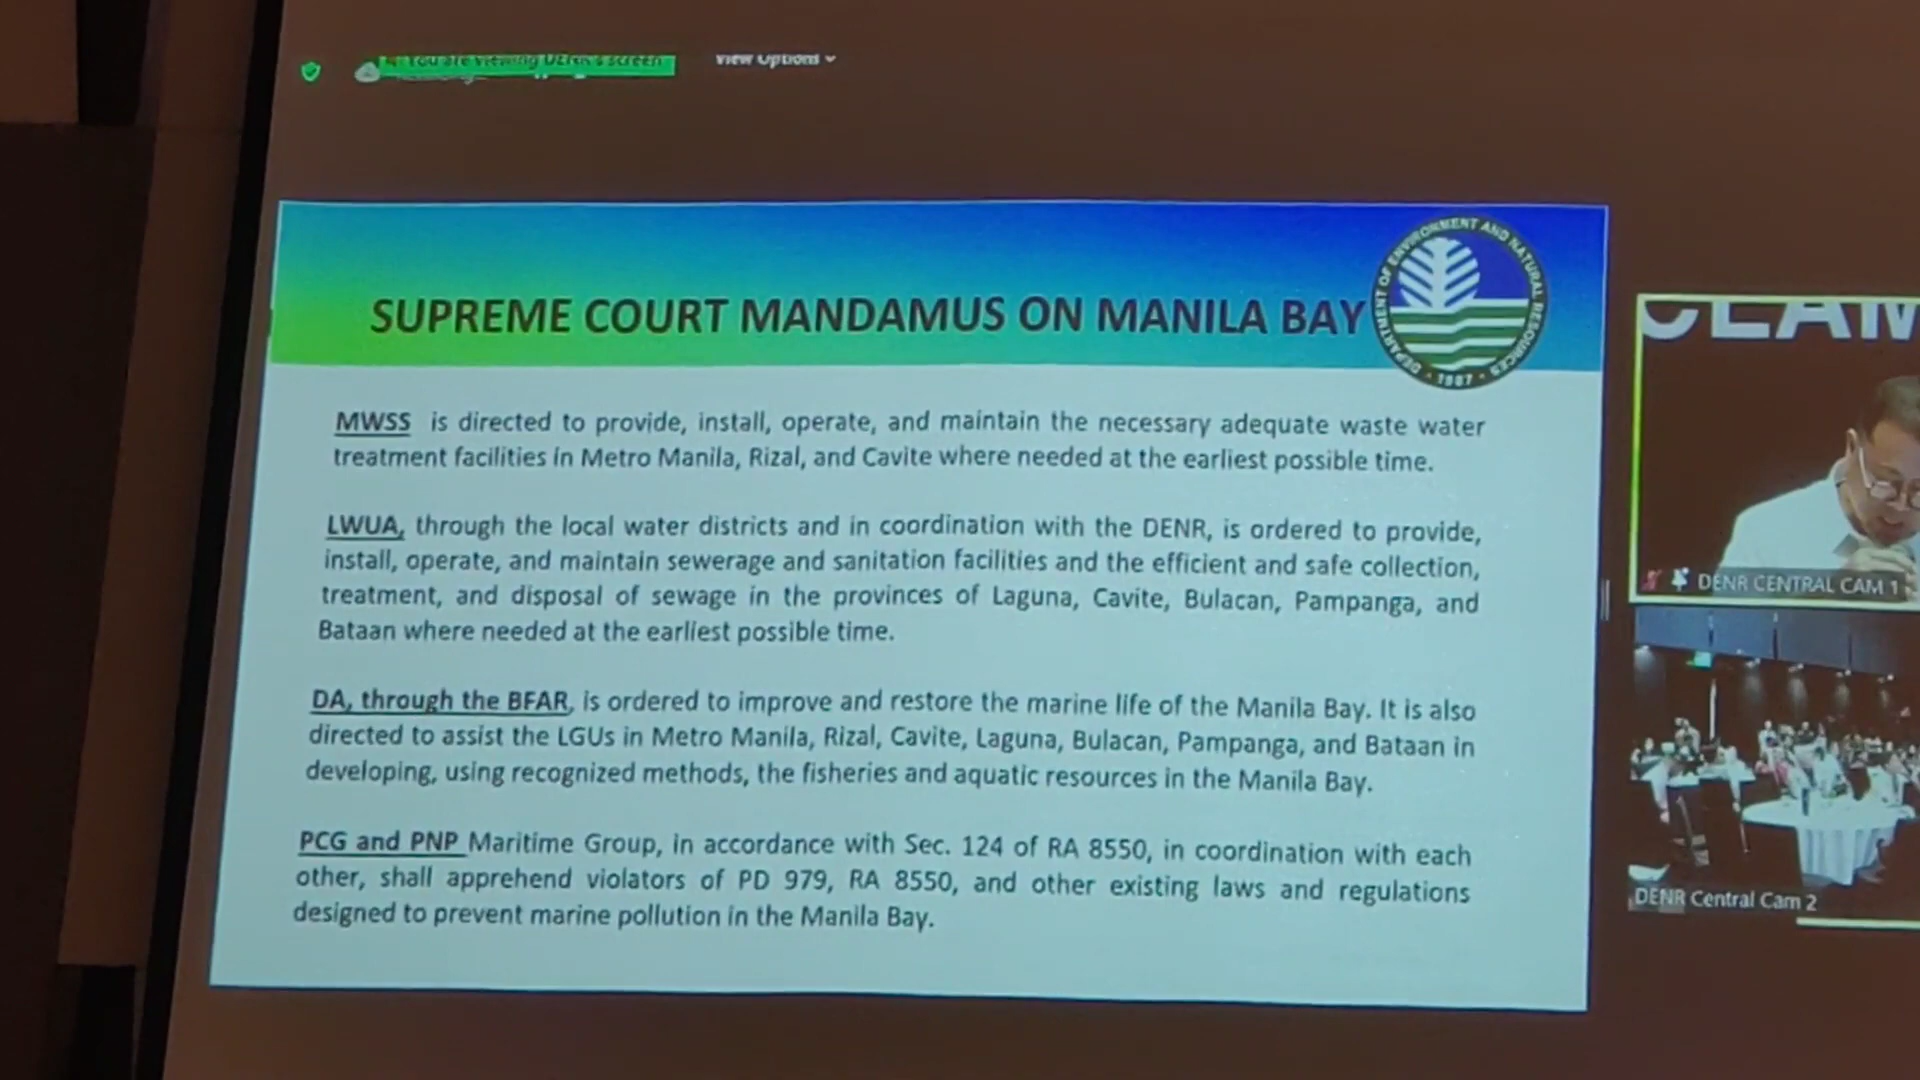 You are viewing DENR's screen
View Options
SUPREME COURT MANDAMUS ON MANILA BAY
DEPARTMENT OF ENVIRONMENT AND NATURAL RESOURCES
1987
MWSS is directed to provide, install, operate, and maintain the necessary adequate waste water
treatment facilities in Metro Manila, Rizal, and Cavite where needed at the earliest possible time.
LWUA, through the local water districts and in coordination with the DENR, is ordered to provide,
install, operate, and maintain sewerage and sanitation facilities and the efficient and safe collection,
treatment, and disposal of sewage in the provinces of Laguna, Cavite, Bulacan, Pampanga, and
Bataan where needed at the earliest possible time.
DA, through the BFAR, is ordered to improve and restore the marine life of the Manila Bay. It is also
directed to assist the LGUs in Metro Manila, Rizal, Cavite, Laguna, Bulacan, Pampanga, and Bataan in
developing, using recognized methods, the fisheries and aquatic resources in the Manila Bay.
PCG and PNP Maritime Group, in accordance with Sec. 124 of RA 8550, in coordination with each
other, shall apprehend violators of PD 979, RA 8550, and other existing laws and regulations
designed to prevent marine pollution in the Manila Bay.
DENR CENTRAL CAM 1
DENR Central Cam 2